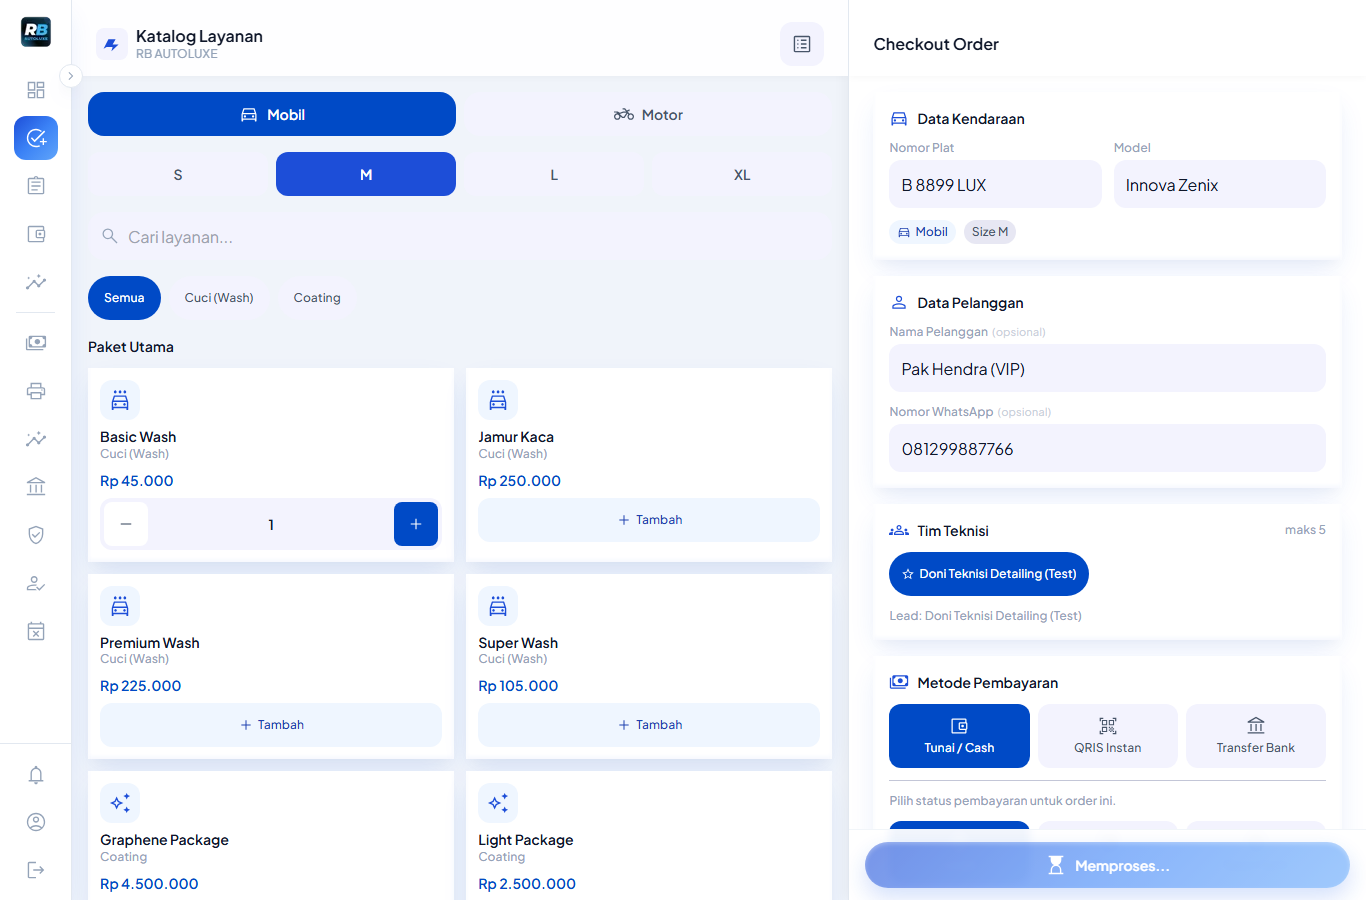 RB
AUTOLUXE
Katalog Layanan
RB AUTOLUXE
Mobil
Motor
S
M
L
XL
Cari layanan...
Semua
Cuci (Wash)
Coating
Paket Utama
Basic Wash
Cuci (Wash)
Rp 45.000
1
Jamur Kaca
Cuci (Wash)
Rp 250.000
Tambah
Premium Wash
Cuci (Wash)
Rp 225.000
Tambah
Super Wash
Cuci (Wash)
Rp 105.000
Tambah
Graphene Package
Coating
Rp 4.500.000
Light Package
Coating
Rp 2.500.000
Checkout Order
Data Kendaraan
Nomor Plat
B 8899 LUX
Model
Innova Zenix
Mobil
Size M
Data Pelanggan
Nama Pelanggan (opsional)
Pak Hendra (VIP)
Nomor WhatsApp (opsional)
081299887766
Tim Teknisi
maks 5
Doni Teknisi Detailing (Test)
Lead: Doni Teknisi Detailing (Test)
Metode Pembayaran
Tunai / Cash
QRIS Instan
Transfer Bank
Pilih status pembayaran untuk order ini.
Memproses...